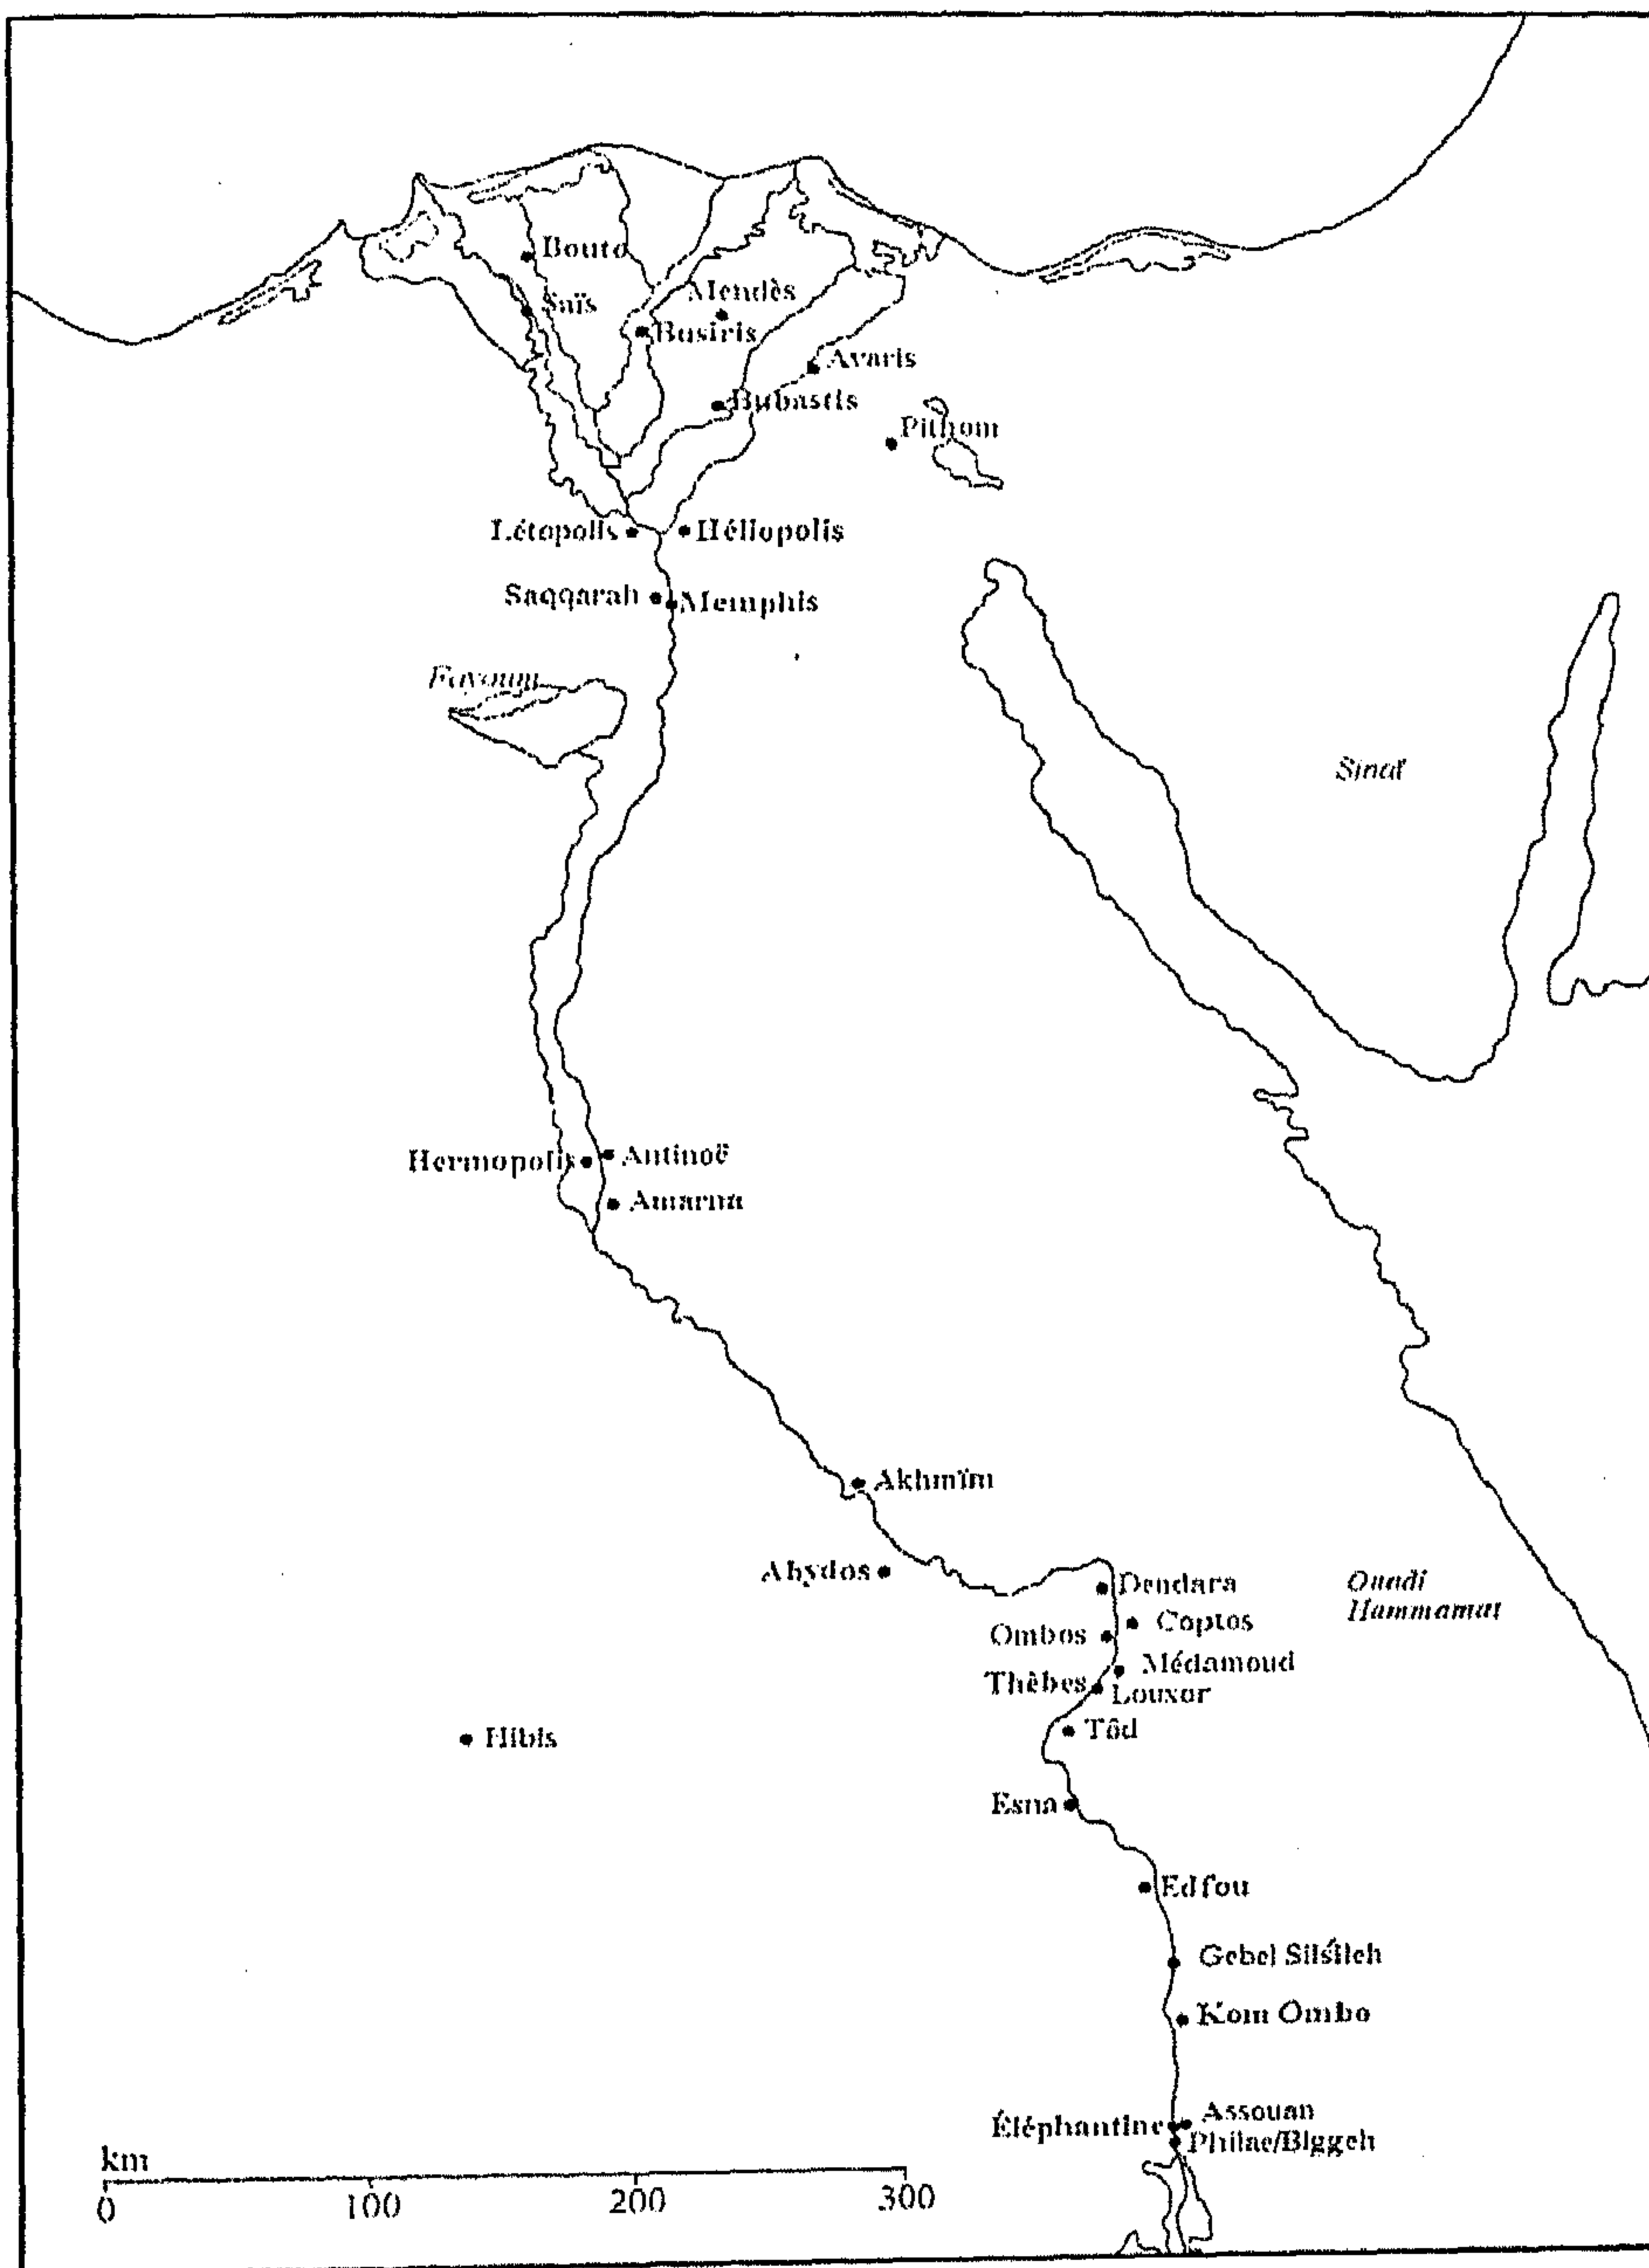 Bouto
Saïs
Mendès
Busiris
Avaris
Bubastis
Pithom
Létopolis
Héliopolis
Saqqarah
Memphis
Fayoum
Sinaï
Hermopolis
Antinoë
Amarna
Akhmîm
Abydos
Dendara
Ouadi
Hammamat
Coptos
Ombos
Médamoud
Thèbes
Louxor
Tôd
Hibis
Esna
Edfou
Gebel Silsileh
Kom Ombo
Assouan
Éléphantine
Philae/Biggeh
km
0 100 200 300